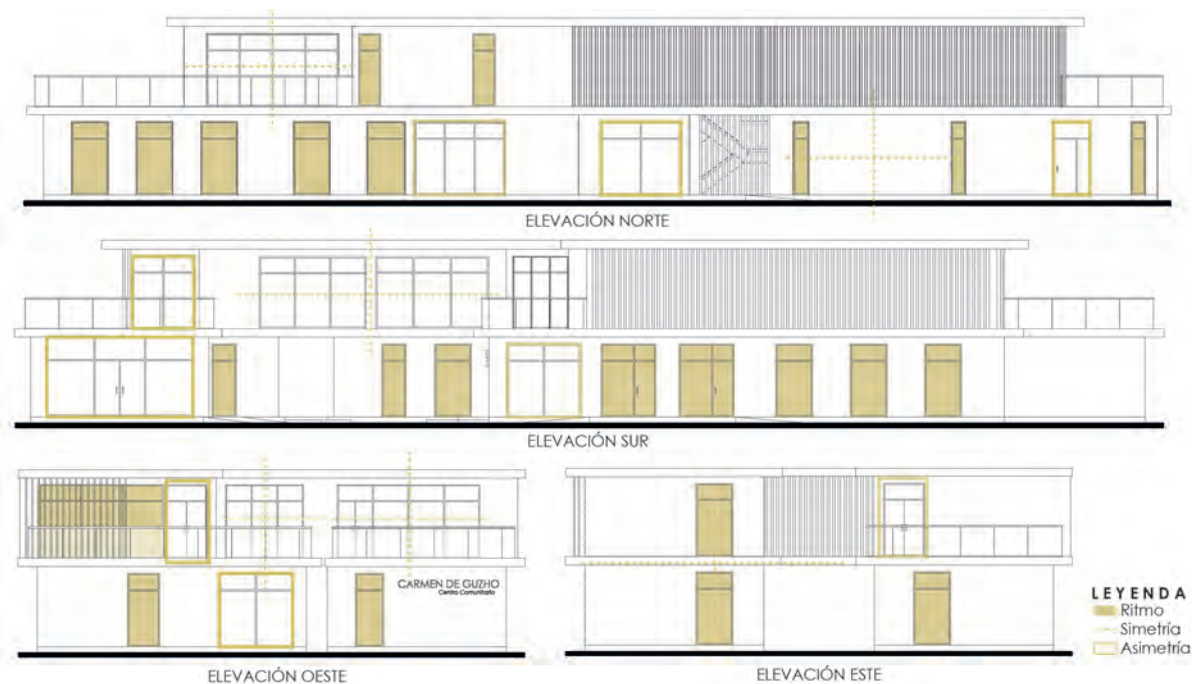 ELEVACIÓN NORTE
ELEVACIÓN SUR
CARMEN DE GUZHO
Centro Comunitario
ELEVACIÓN OESTE
ELEVACIÓN ESTE
LEYENDA
Ritmo
Simetría
Asimetría